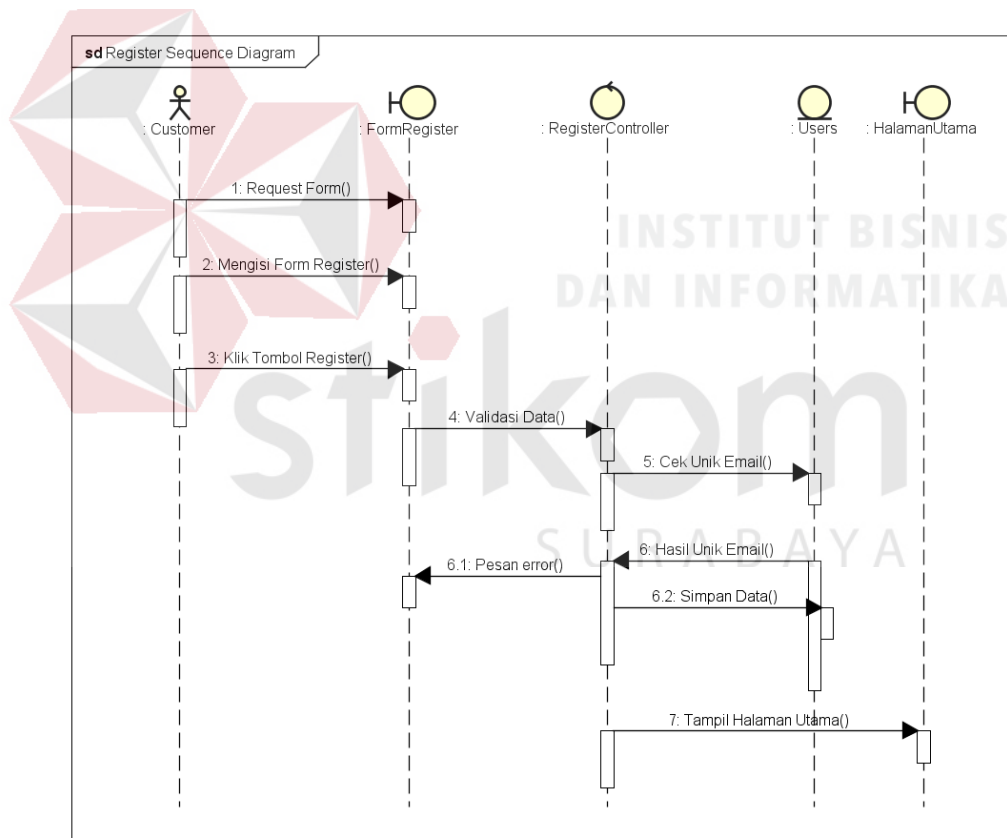 sd Register Sequence Diagram
: Customer
: FormRegister
: RegisterController
: Users
: HalamanUtama
1: Request Form()
INSTITUT BISNIS
2: Mengisi Form Register()
DAN INFORMATIKA
3: Klik Tombol Register()
stikom
4: Validasi Data()
5: Cek Unik Email()
SURABAYA
6: Hasil Unik Email()
6.1: Pesan error()
6.2: Simpan Data()
7: Tampil Halaman Utama()